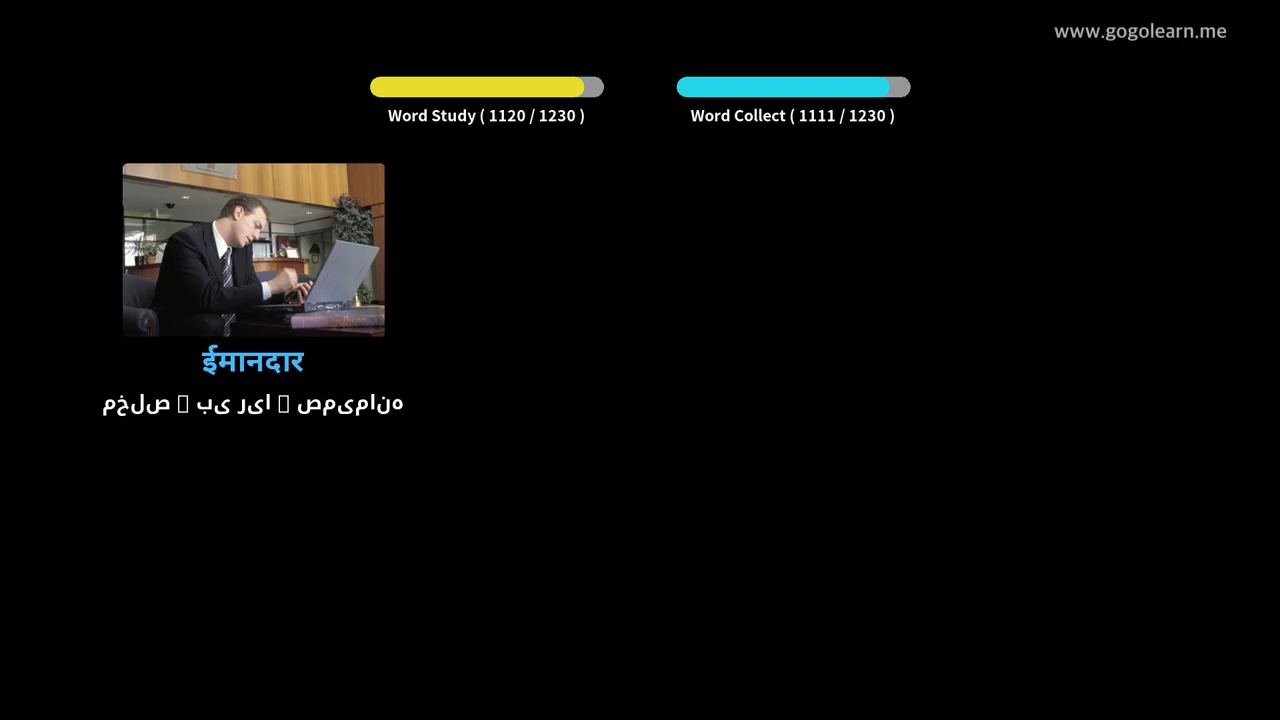 www.gogolearn.me
Word Study ( 1120 / 1230 )
Word Collect ( 1111 / 1230 )
ईमानदार
مخلص ، بی ریا ، صمیمانه